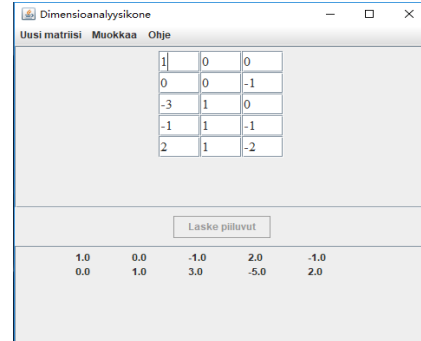 Dimensioanalyysikone
Uusi matriisi Muokkaa Ohje
1 0 0
0 0 -1
-3 1 0
-1 1 -1
2 1 -2
Laske piiluvut
1.0 0.0 -1.0 2.0 -1.0
0.0 1.0 3.0 -5.0 2.0